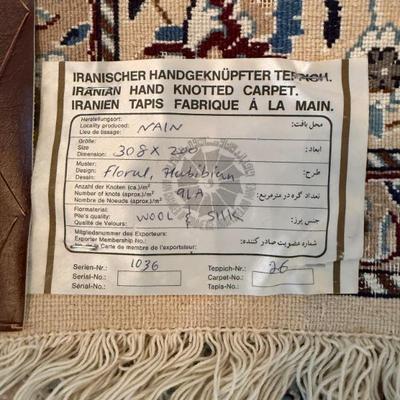 IRANISCHER HANDGEKNÜPFTER TEPPICH.
IRANIAN HAND KNOTTED CARPET.
IRANIEN TAPIS FABRIQUE Á LA MAIN.
Herstellungsort:
Locality produced: NAIN محل بافت:
Lieu de tissage:
Größe:
Size 308 X 200 ابعاد:
Dimension:
Muster:
Design: Floral, Habibian طرح:
Dessin:
Anzahl der Knoten (ca.)/m²
Number of knots (aprox.)/m² 9LA تعداد گره در مترمربع:
Nombre de Noeuds (aprox.)/m²
Flormaterial:
Pile's quality: WOOL & SILK جنس پرز:
Qualité de Velours:
Mitgliedsnummer des Exporteurs:
Exporter Membership No.: شماره عضویت صادر کننده:
No de la Carte de membre de l'exportateur:
Serien-Nr.: 1036 Teppich-Nr.: 26
Serial-No.: Carpet-No.:
Sérial-No.: Tapis-No.: